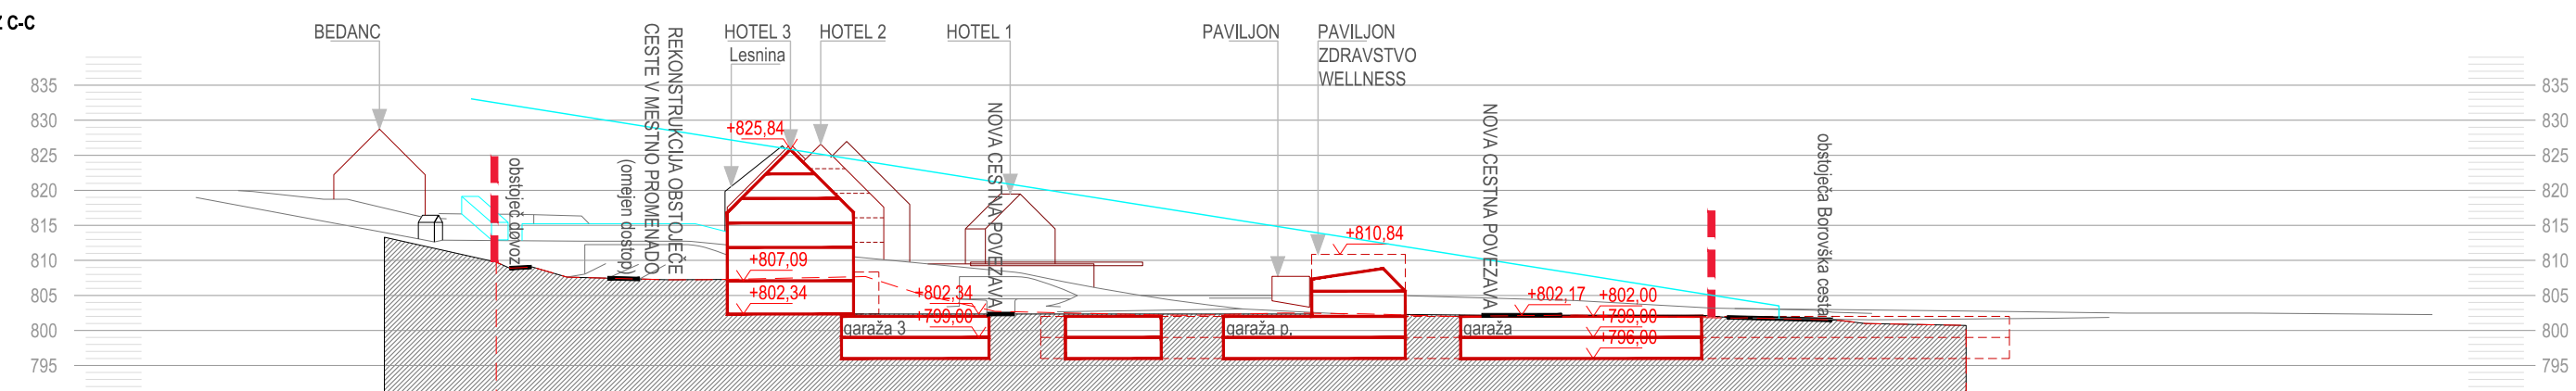 Z C-C
BEDANC
REKONSTRUKCIJA OBSTOJEČE
CESTE V MESTNO PROMENADO
(omejen dostop)
obstoječ dovoz
HOTEL 3
Lesnina
HOTEL 2
HOTEL 1
NOVA CESTNA POVEZAVA
PAVILJON
PAVILJON
ZDRAVSTVO
WELLNESS
NOVA CESTNA POVEZAVA
obstoječa Borovška cesta
835
830
825
820
815
810
805
800
795
+825,84
+807,09
+802,34
+802,34
+799,00
+810,84
+802,17
+802,00
+799,00
+796,00
garaža 3
garaža p.
garaža
835
830
825
820
815
810
805
800
795